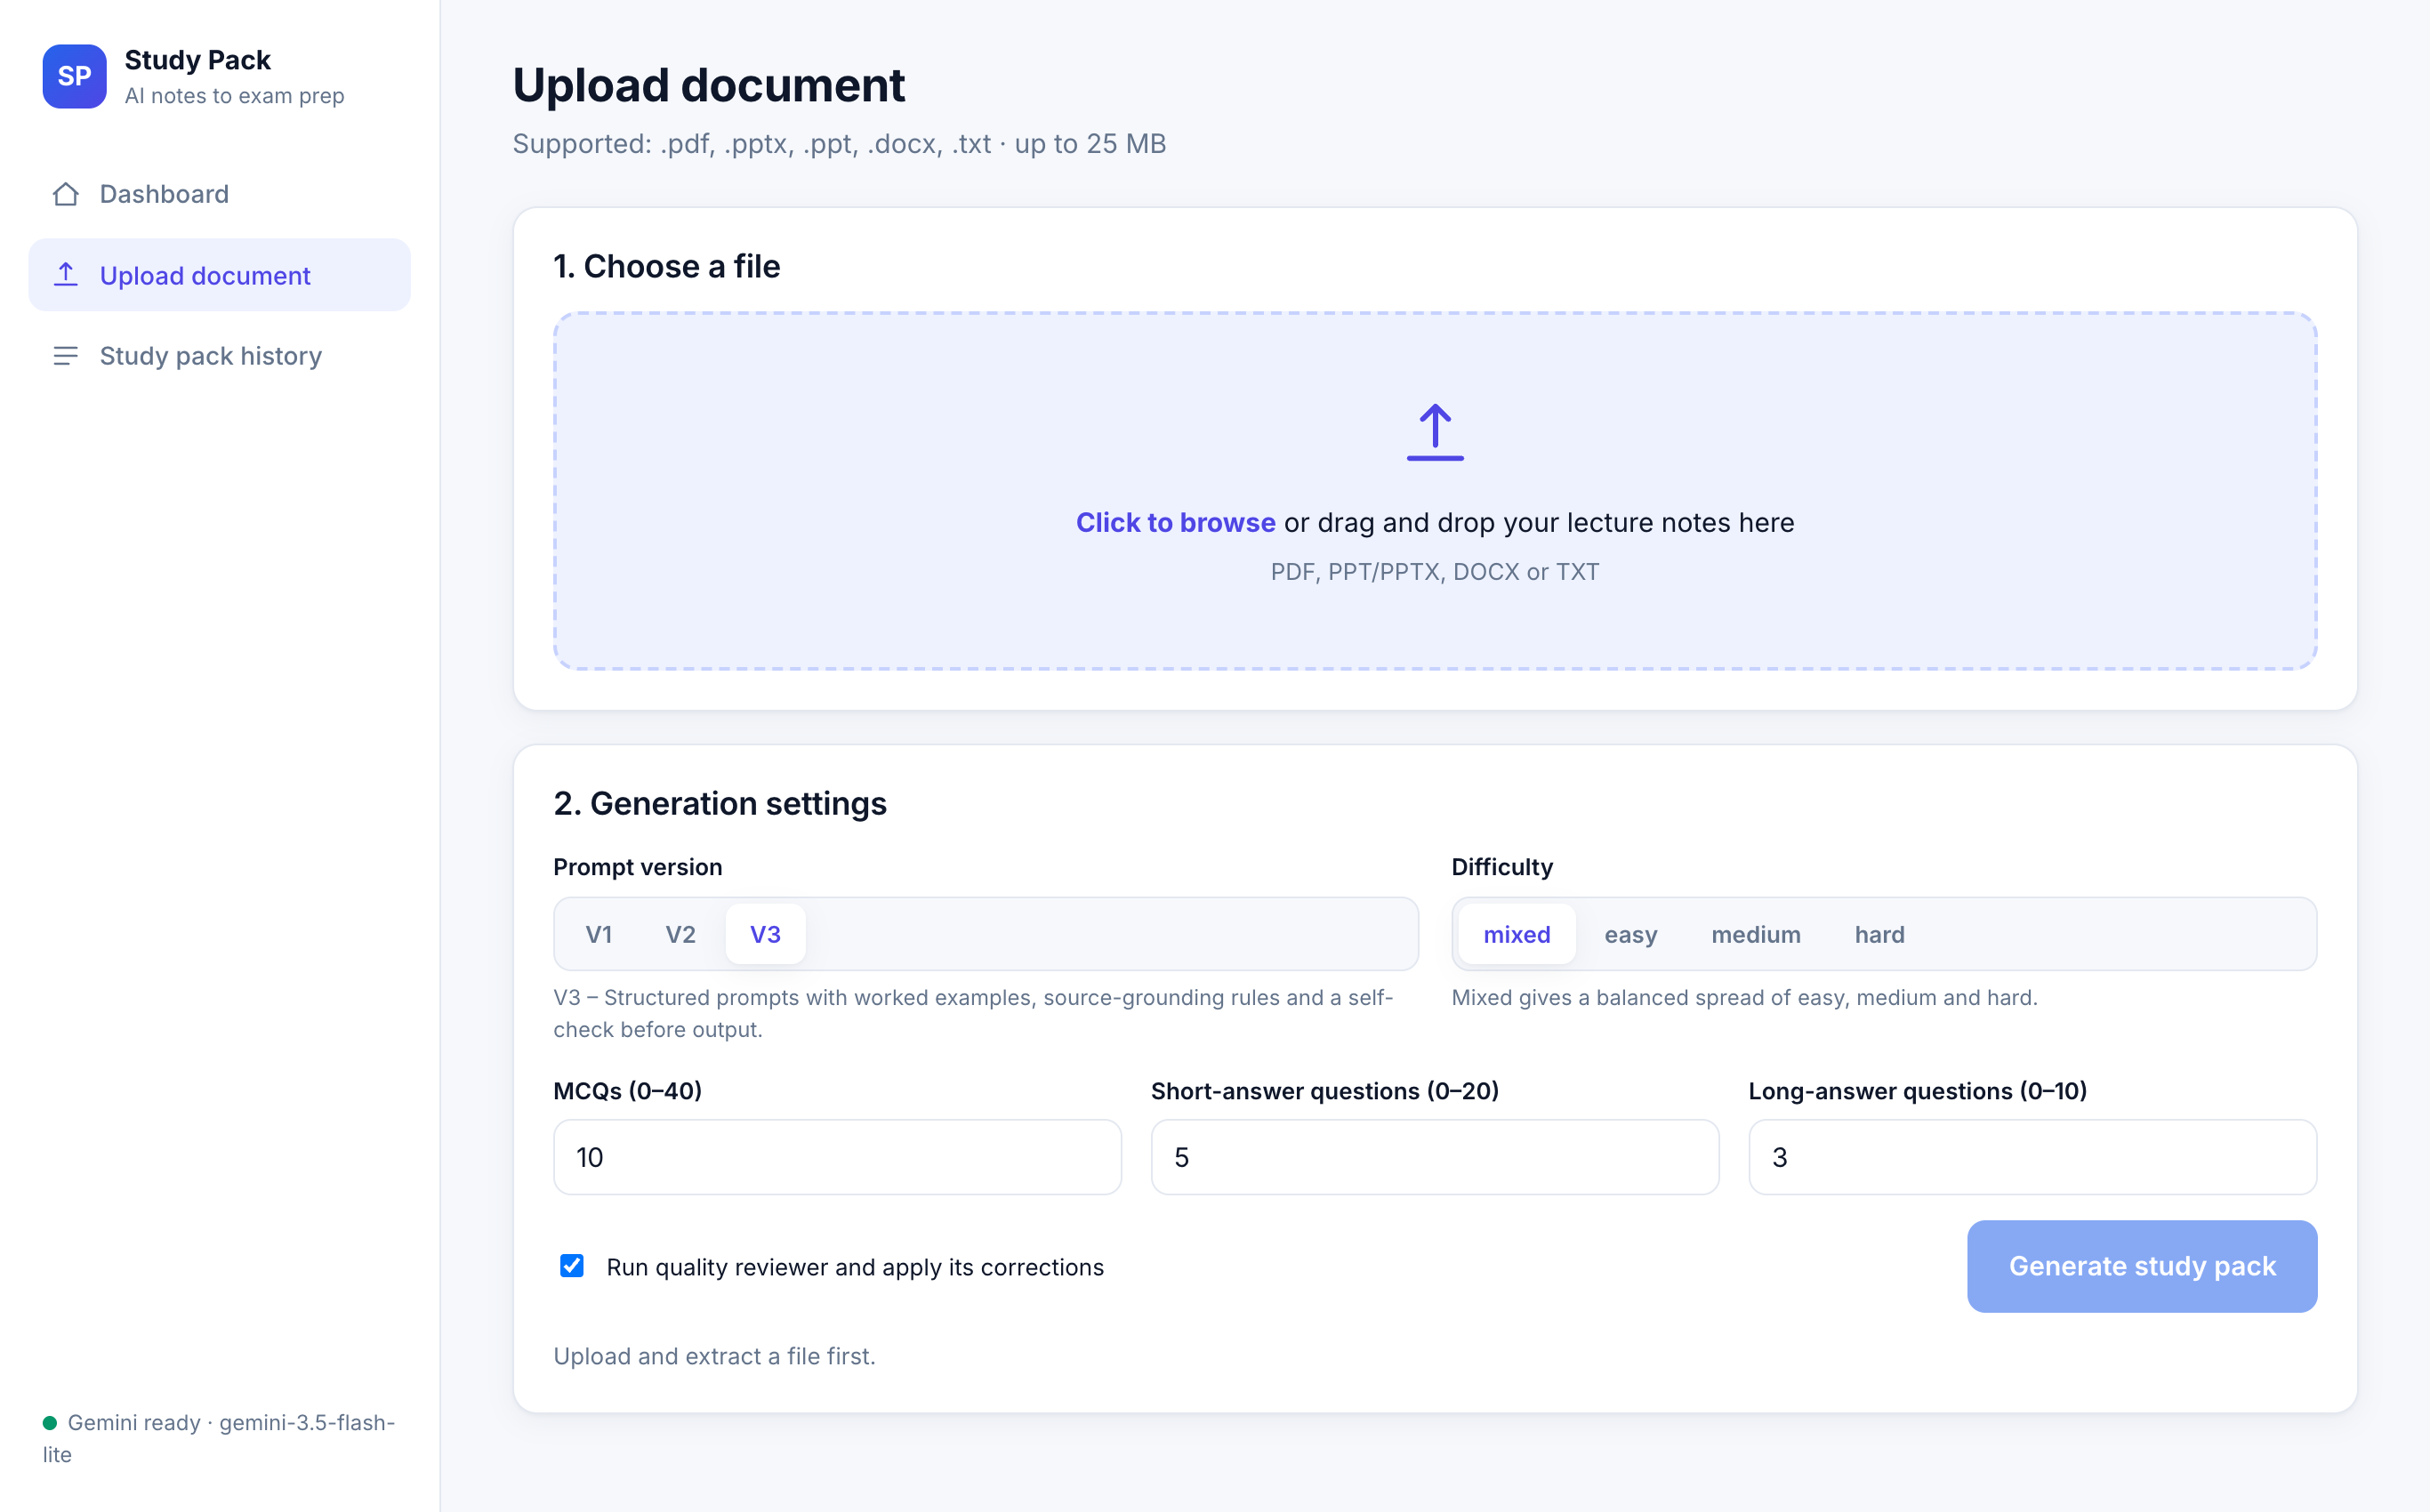 SP
Study Pack
AI notes to exam prep
Dashboard
Upload document
Study pack history
Gemini ready · gemini-3.5-flash-
lite
Upload document
Supported: .pdf, .pptx, .ppt, .docx, .txt · up to 25 MB
1. Choose a file
Click to browse or drag and drop your lecture notes here
PDF, PPT/PPTX, DOCX or TXT
2. Generation settings
Prompt version
V1 V2 V3
V3 – Structured prompts with worked examples, source-grounding rules and a self-
check before output.
Difficulty
mixed easy medium hard
Mixed gives a balanced spread of easy, medium and hard.
MCQs (0–40)
10
Short-answer questions (0–20)
5
Long-answer questions (0–10)
3
Run quality reviewer and apply its corrections
Generate study pack
Upload and extract a file first.